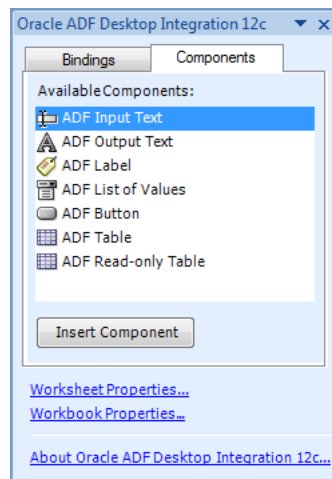 Oracle ADF Desktop Integration 12c
Bindings
Components
Available Components:
ADF Input Text
ADF Output Text
ADF Label
ADF List of Values
ADF Button
ADF Table
ADF Read-only Table
Insert Component
Worksheet Properties...
Workbook Properties...
About Oracle ADF Desktop Integration 12c...